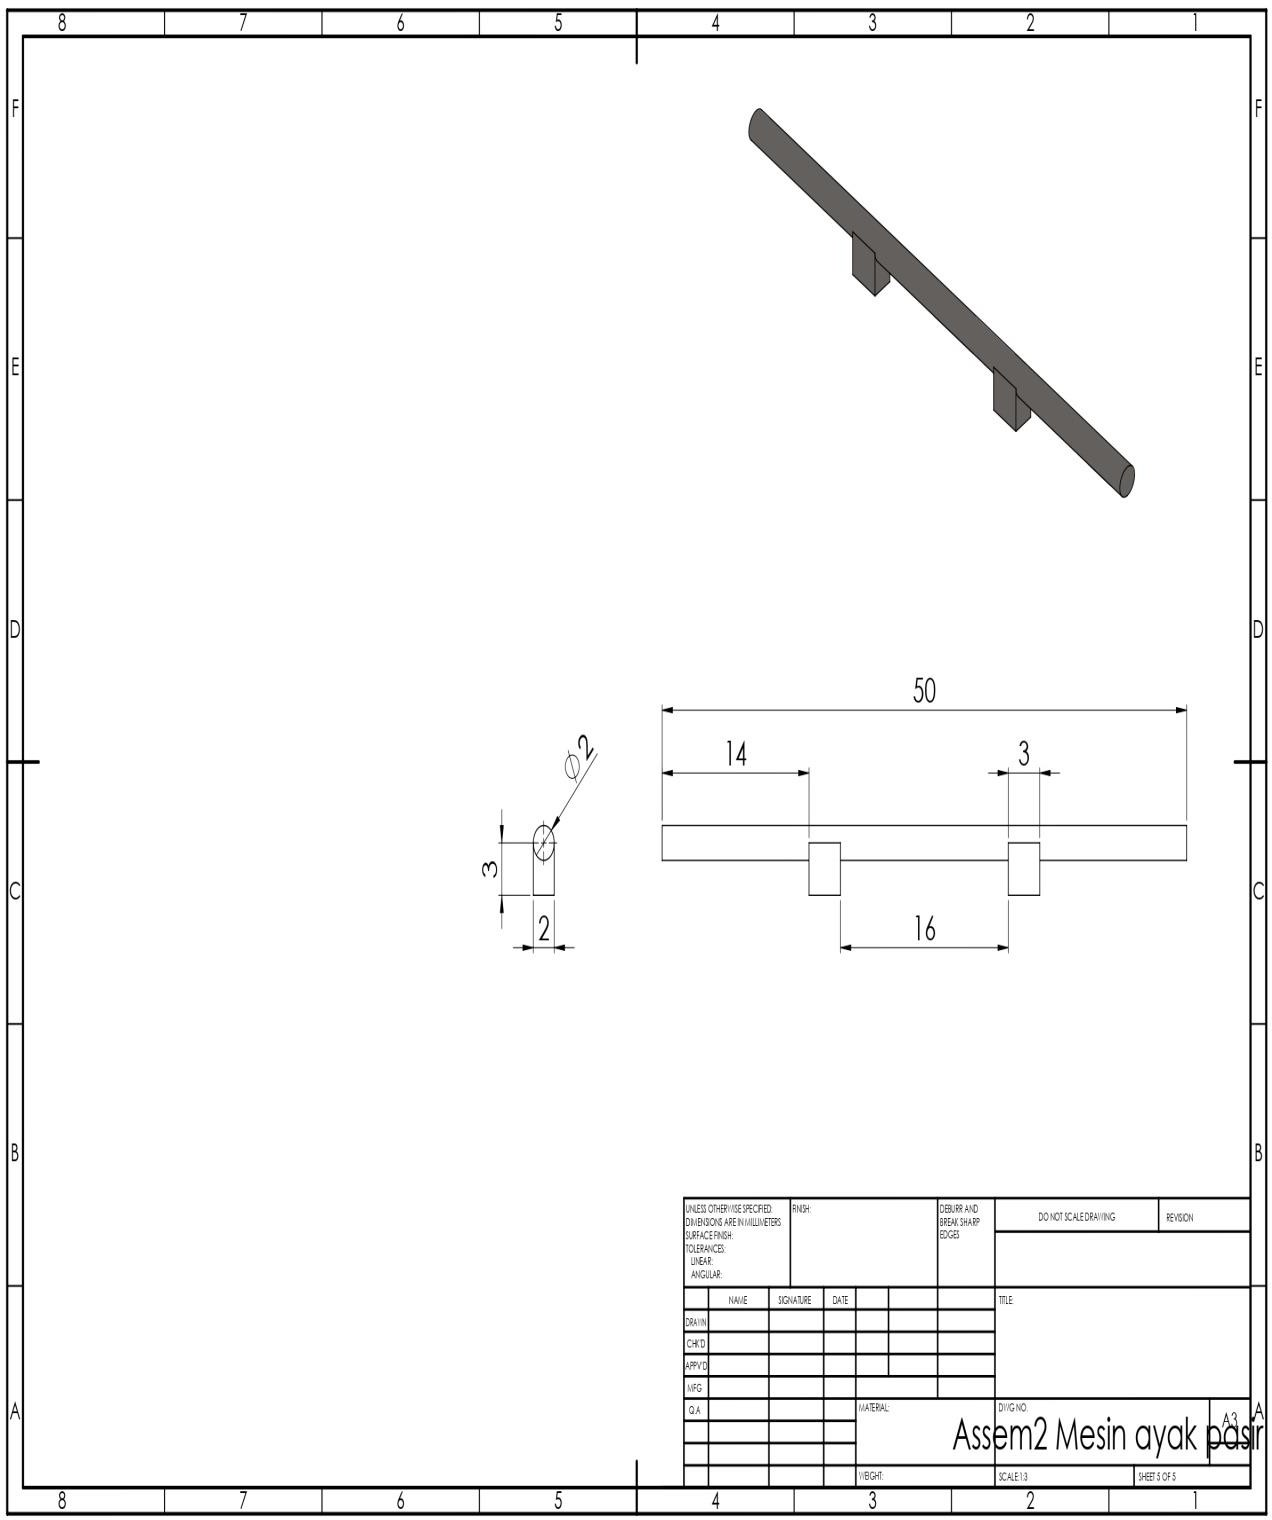 8 7 6 5 4 3 2 1
F F
E E
D D
C C
B B
A A
50
14 3
⌀2
3
2
16
UNLESS OTHERWISE SPECIFIED:
DIMENSIONS ARE IN MILLIMETERS
SURFACE FINISH:
TOLERANCES:
LINEAR:
ANGULAR:
FINISH:
DEBURR AND
BREAK SHARP
EDGES
DO NOT SCALE DRAWING
REVISION
NAME SIGNATURE DATE
TITLE:
DRAWN
CHK'D
APPV'D
MFG
Q.A
MATERIAL:
DWG NO.
Assem2 Mesin ayak pasir
A3
WEIGHT:
SCALE:1:3
SHEET 5 OF 5
8 7 6 5 4 3 2 1